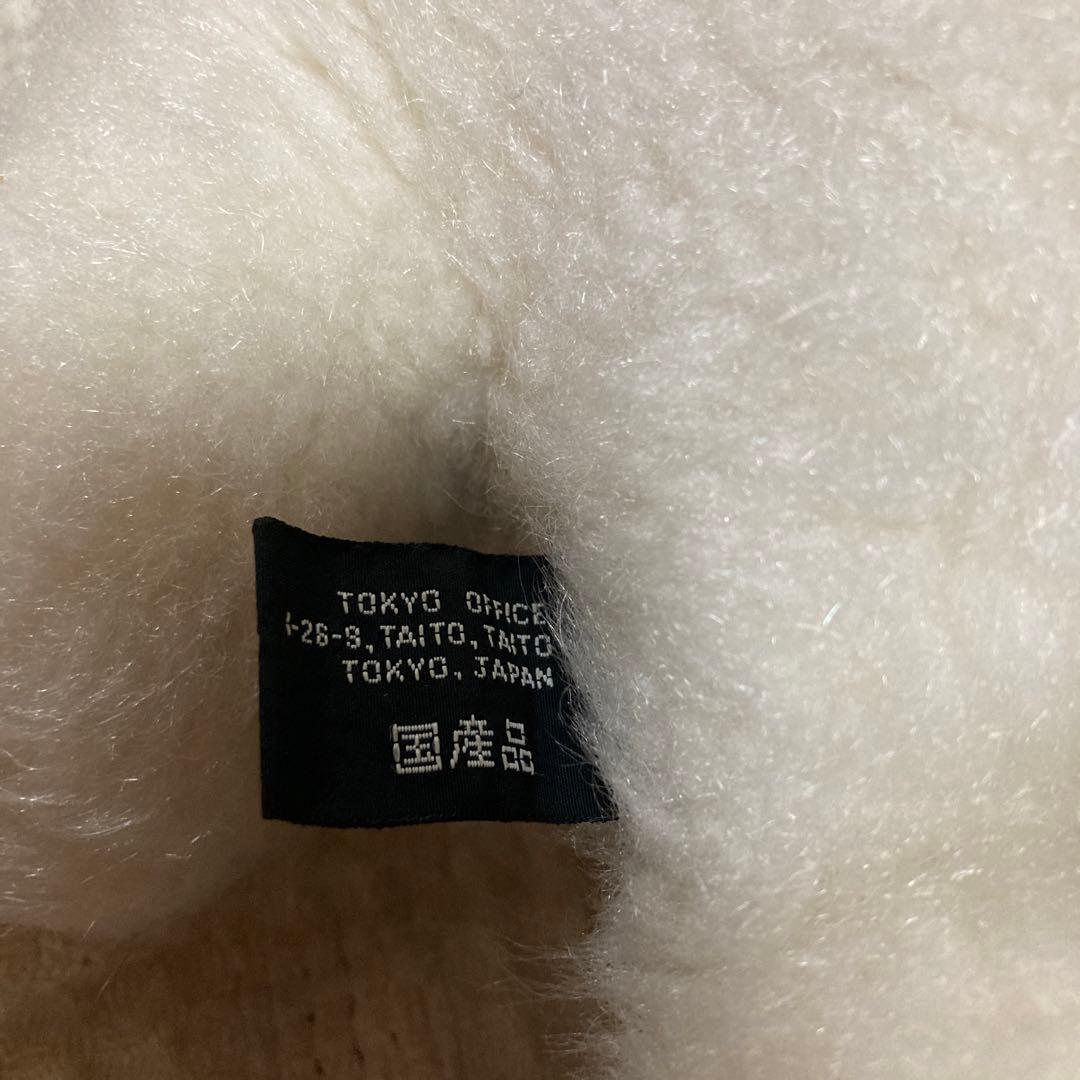 TOKYO OFFICE
1-26-9, TAITO, TAITO
TOKYO, JAPAN
国産品